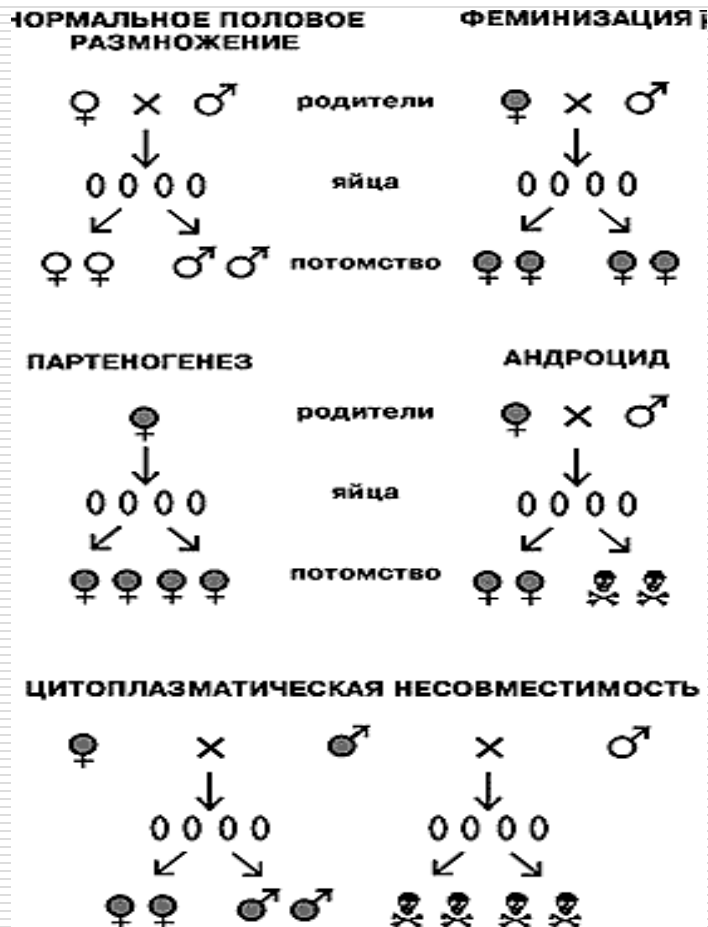 НОРМАЛЬНОЕ ПОЛОВОЕ
РАЗМНОЖЕНИЕ
ФЕМИНИЗАЦИЯ
родители
яйца
потомство
ПАРТЕНОГЕНЕЗ
АНДРОЦИД
родители
яйца
потомство
ЦИТОПЛАЗМАТИЧЕСКАЯ НЕСОВМЕСТИМОСТЬ